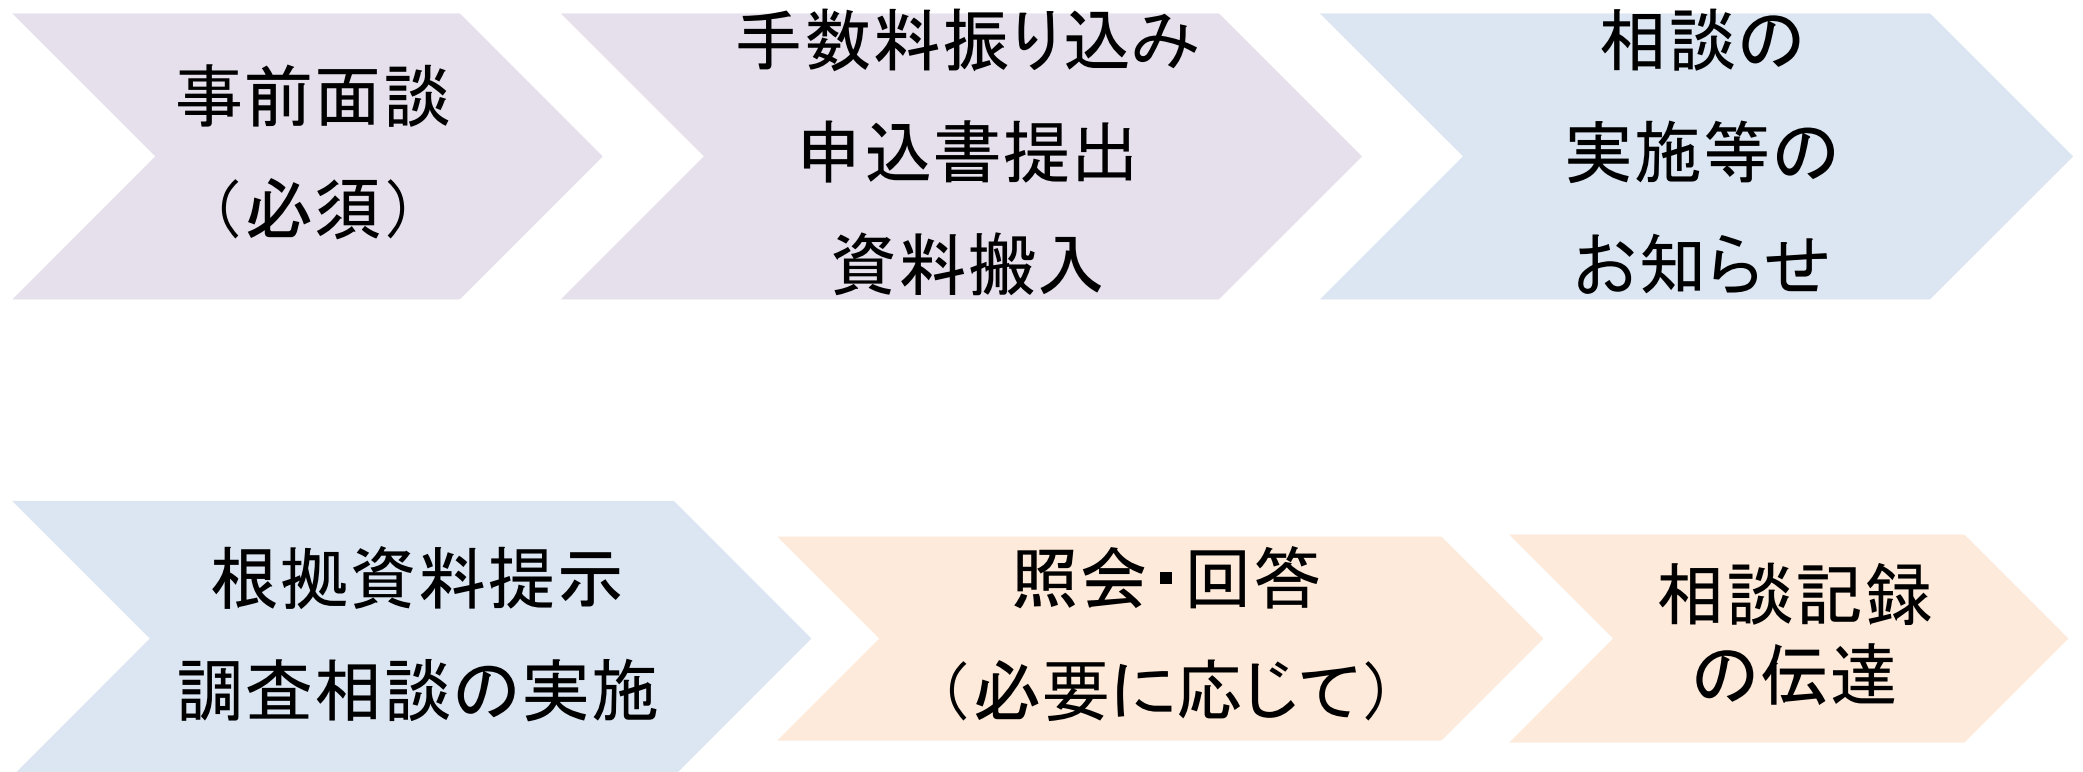 事前面談
（必須）
手数料振り込み
申込書提出
資料搬入
相談の
実施等の
お知らせ
根拠資料提示
調査相談の実施
照会・回答
（必要に応じて）
相談記録
の伝達